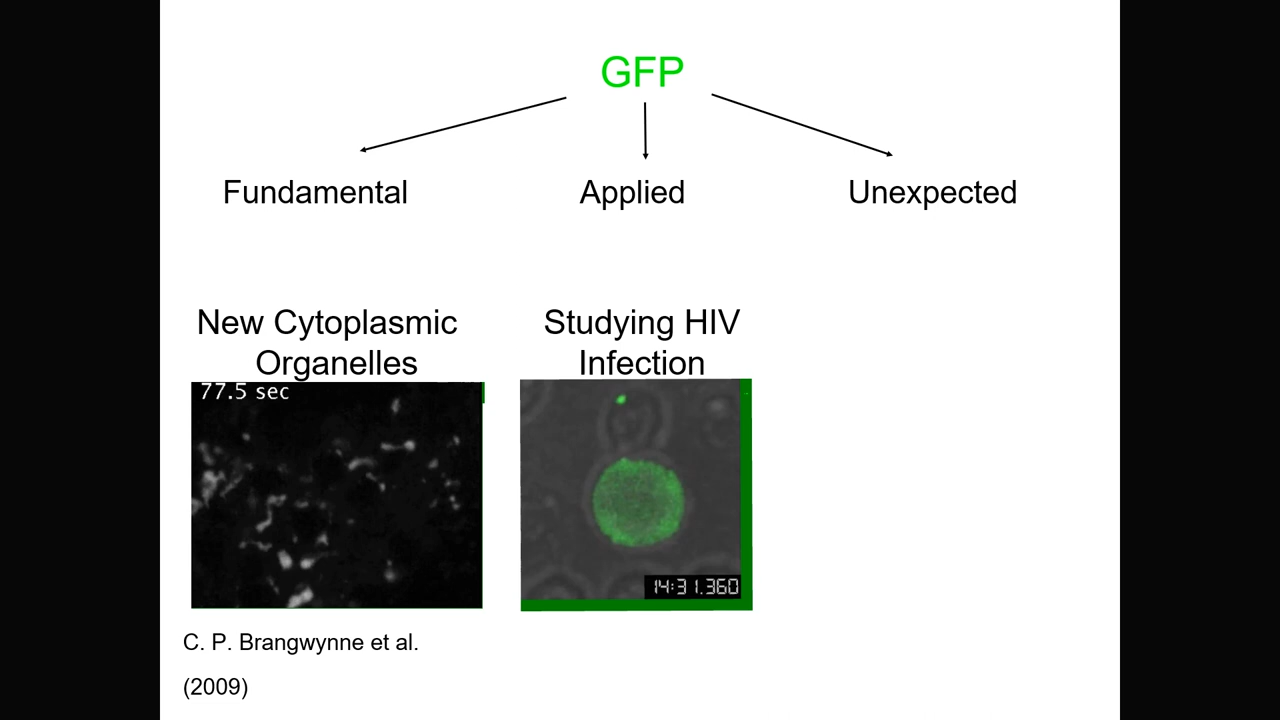 GFP
Fundamental
Applied
Unexpected
New Cytoplasmic
Organelles
77.5 sec
C. P. Brangwynne et al.
(2009)
Studying HIV
Infection
14:31.360